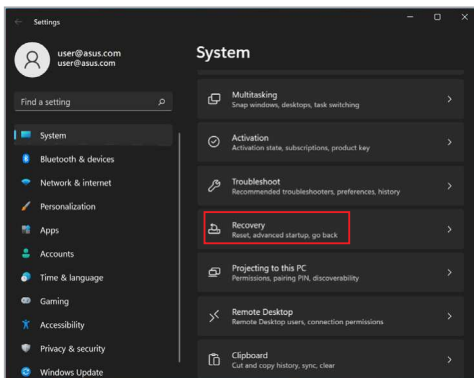 Settings
user@asus.com
user@asus.com
Find a setting
System
Bluetooth & devices
Network & internet
Personalization
Apps
Accounts
Time & language
Gaming
Accessibility
Privacy & security
Windows Update
System
Multitasking
Snap windows, desktops, task switching
Activation
Activation state, subscriptions, product key
Troubleshoot
Recommended troubleshooters, preferences, history
Recovery
Reset, advanced startup, go back
Projecting to this PC
Permissions, pairing PIN, discoverability
Remote Desktop
Remote Desktop users, connection permissions
Clipboard
Cut and copy history, sync, clear